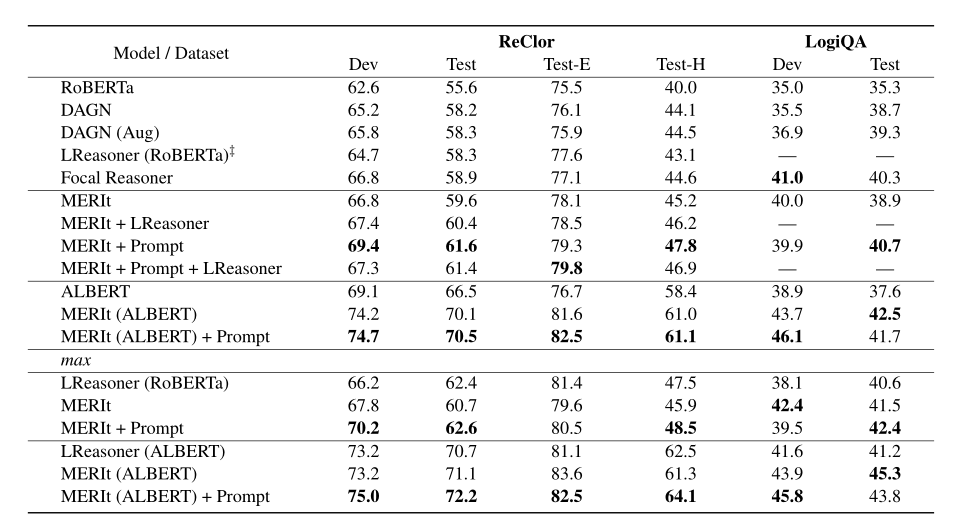 Model / Dataset ReClor LogiQA
Dev Test Test-E Test-H Dev Test
RoBERTa 62.6 55.6 75.5 40.0 35.0 35.3
DAGN 65.2 58.2 76.1 44.1 35.5 38.7
DAGN (Aug) 65.8 58.3 75.9 44.5 36.9 39.3
LReasoner (RoBERTa)‡ 64.7 58.3 77.6 43.1 — —
Focal Reasoner 66.8 58.9 77.1 44.6 41.0 40.3
MERIt 66.8 59.6 78.1 45.2 40.0 38.9
MERIt + LReasoner 67.4 60.4 78.5 46.2 — —
MERIt + Prompt 69.4 61.6 79.3 47.8 39.9 40.7
MERIt + Prompt + LReasoner 67.3 61.4 79.8 46.9 — —
ALBERT 69.1 66.5 76.7 58.4 38.9 37.6
MERIt (ALBERT) 74.2 70.1 81.6 61.0 43.7 42.5
MERIt (ALBERT) + Prompt 74.7 70.5 82.5 61.1 46.1 41.7
max
LReasoner (RoBERTa) 66.2 62.4 81.4 47.5 38.1 40.6
MERIt 67.8 60.7 79.6 45.9 42.4 41.5
MERIt + Prompt 70.2 62.6 80.5 48.5 39.5 42.4
LReasoner (ALBERT) 73.2 70.7 81.1 62.5 41.6 41.2
MERIt (ALBERT) 73.2 71.1 83.6 61.3 43.9 45.3
MERIt (ALBERT) + Prompt 75.0 72.2 82.5 64.1 45.8 43.8